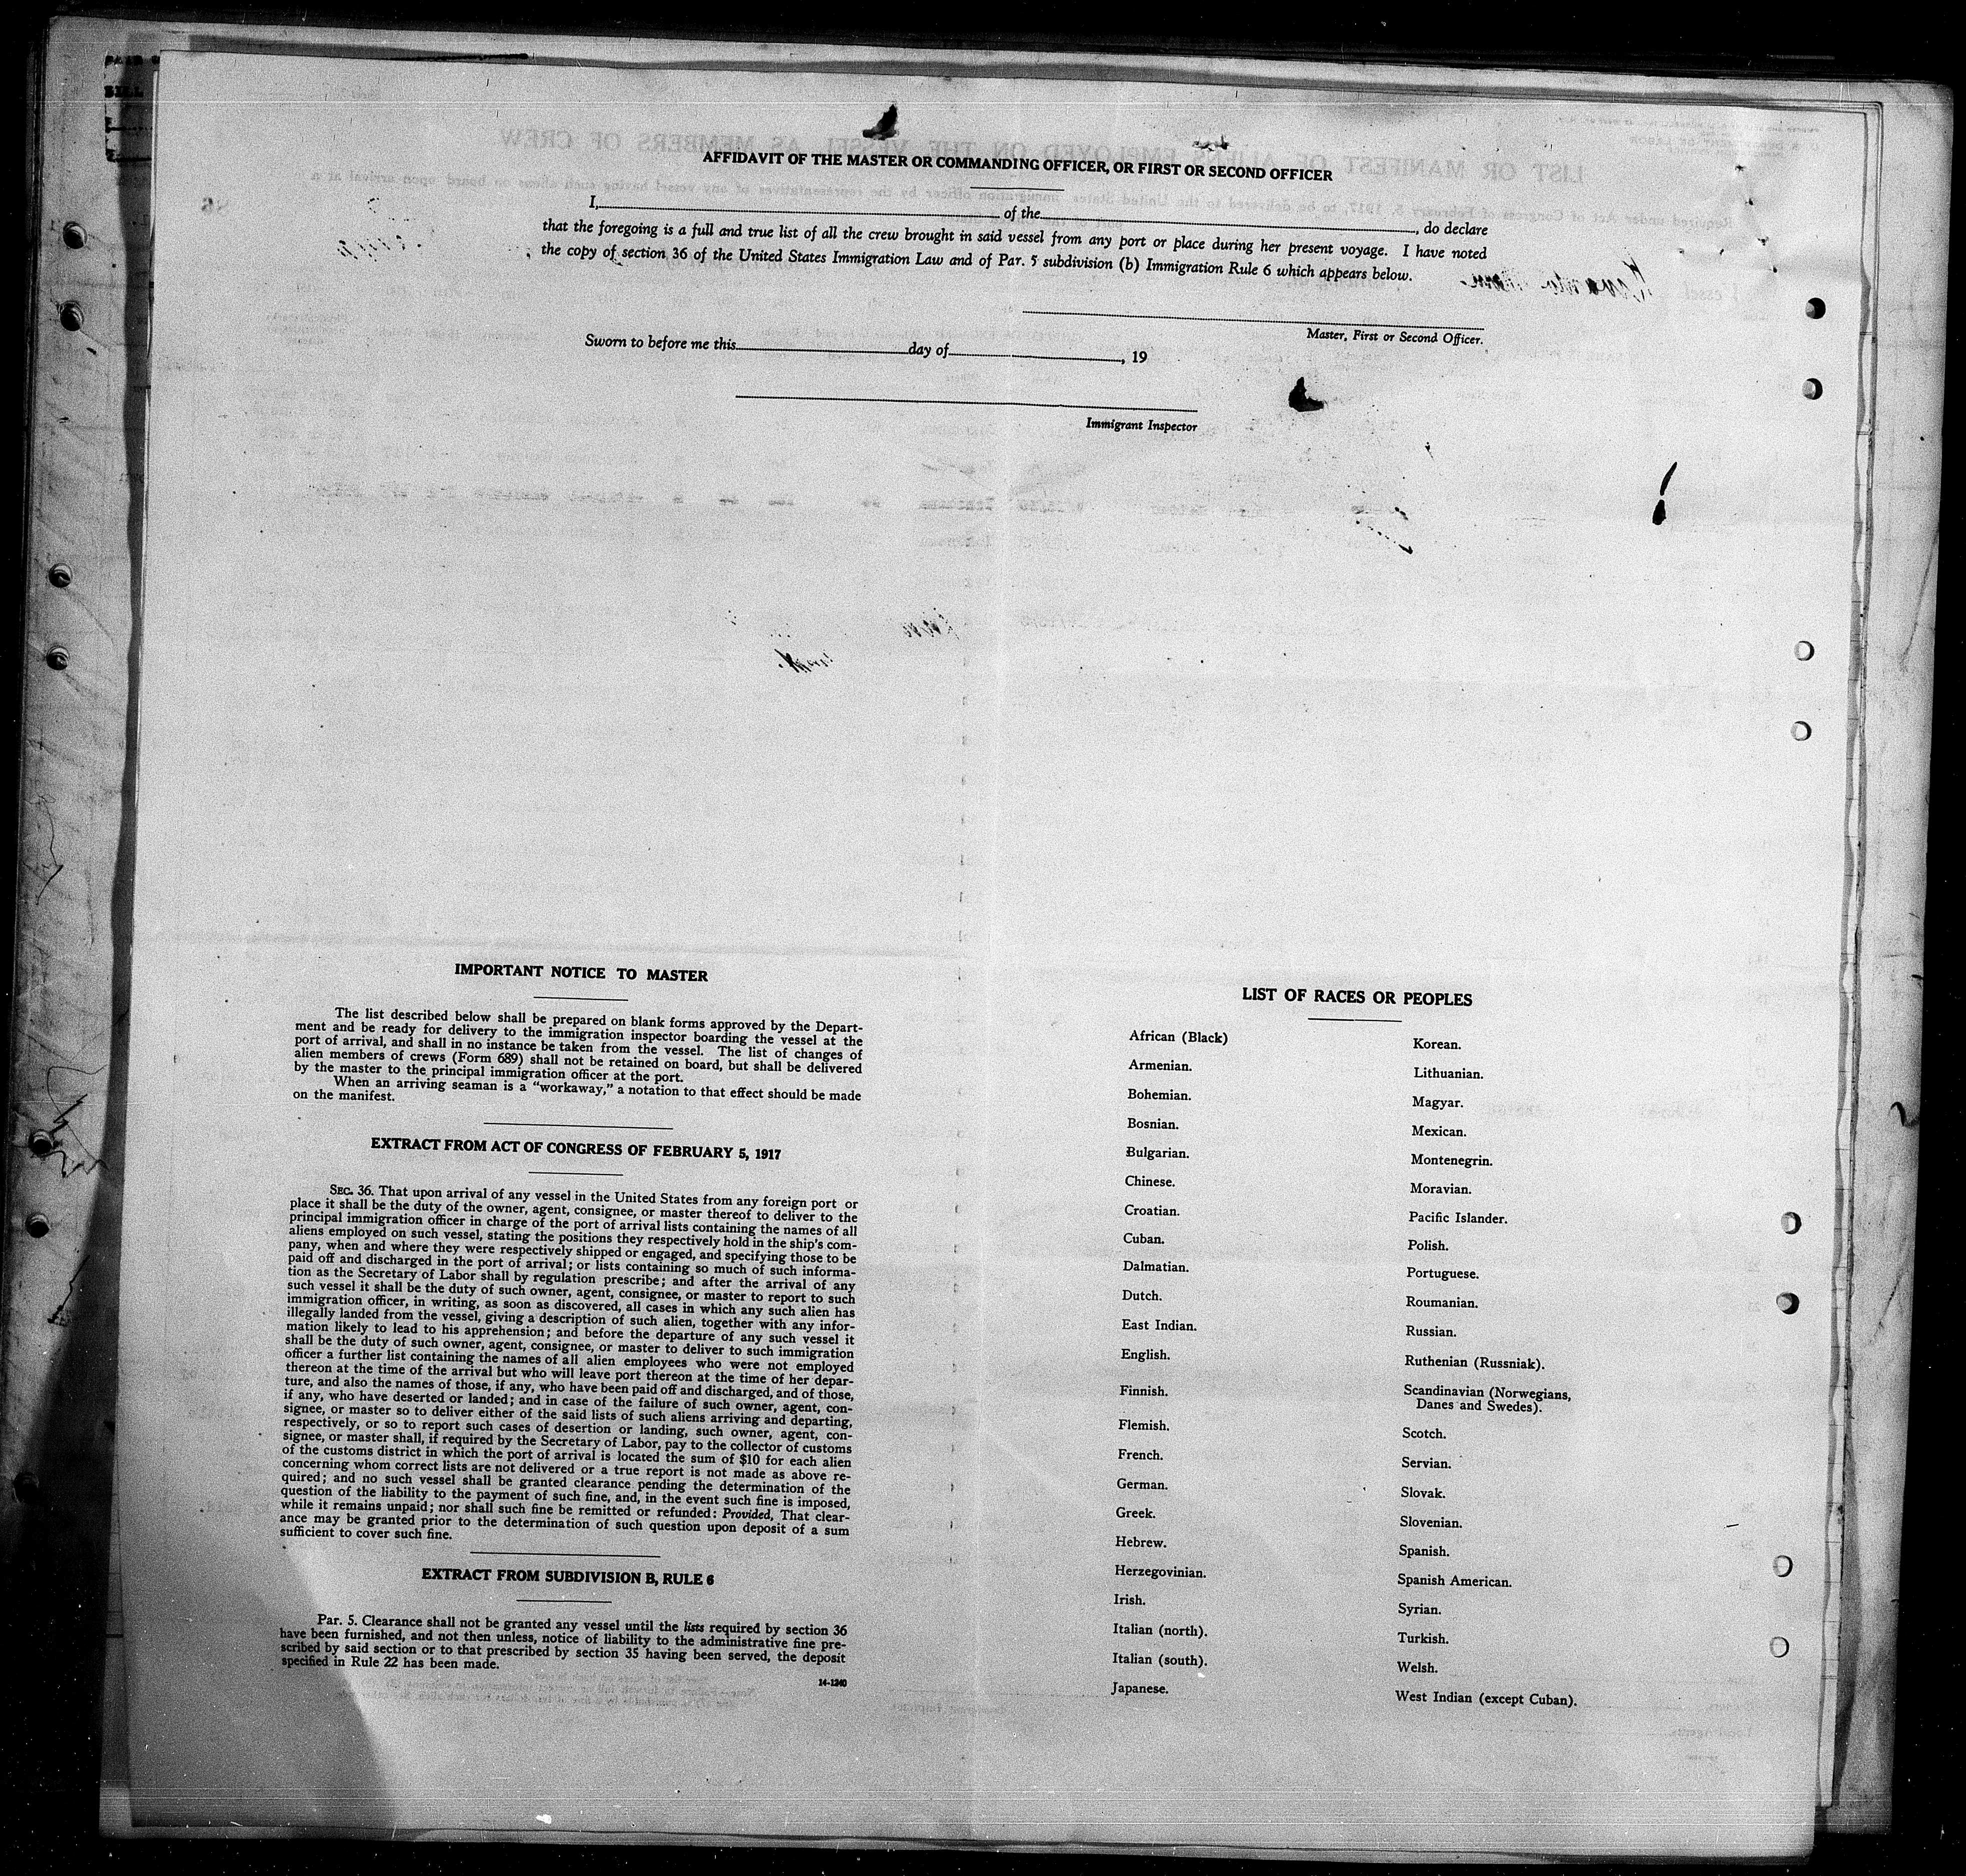 AFFIDAVIT OF THE MASTER OR COMMANDING OFFICER, OR FIRST OR SECOND OFFICER
I, of the , do declare
that the foregoing is a full and true list of all the crew brought in said vessel from any port or place during her present voyage. I have noted
the copy of section 36 of the United States Immigration Law and of Par. 5 subdivision (b) Immigration Rule 6 which appears below.
Master, First or Second Officer.
Sworn to before me this day of , 19
Immigrant Inspector
IMPORTANT NOTICE TO MASTER
The list described below shall be prepared on blank forms approved by the Depart-
ment and be ready for delivery to the immigration inspector boarding the vessel at the
port of arrival, and shall in no instance be taken from the vessel. The list of changes of
alien members of crews (Form 689) shall not be retained on board, but shall be delivered
by the master to the principal immigration officer at the port.
When an arriving seaman is a "workaway," a notation to that effect should be made
on the manifest.
EXTRACT FROM ACT OF CONGRESS OF FEBRUARY 5, 1917
SEC. 36. That upon arrival of any vessel in the United States from any foreign port or
place it shall be the duty of the owner, agent, consignee, or master thereof to deliver to the
principal immigration officer in charge of the port of arrival lists containing the names of all
aliens employed on such vessel, stating the positions they respectively hold in the ship's com-
pany, when and where they were respectively shipped or engaged, and specifying those to be
paid off and discharged in the port of arrival; or lists containing so much of such informa-
tion as the Secretary of Labor shall by regulation prescribe; and after the arrival of any
such vessel it shall be the duty of such owner, agent, consignee, or master to report to such
immigration officer, in writing, as soon as discovered, all cases in which any such alien has
illegally landed from the vessel, giving a description of such alien, together with any infor-
mation likely to lead to his apprehension; and before the departure of any such vessel it
shall be the duty of such owner, agent, consignee, or master to deliver to such immigration
officer a further list containing the names of all alien employees who were not employed
thereon at the time of the arrival but who will leave port thereon at the time of her depar-
ture, and also the names of those, if any, who have been paid off and discharged, and of those,
if any, who have deserted or landed; and in case of the failure of such owner, agent, con-
signee, or master so to deliver either of the said lists of such aliens arriving and departing,
respectively, or so to report such cases of desertion or landing, such owner, agent, con-
signee, or master shall, if required by the Secretary of Labor, pay to the collector of customs
of the customs district in which the port of arrival is located the sum of $10 for each alien
concerning whom correct lists are not delivered or a true report is not made as above re-
quired; and no such vessel shall be granted clearance pending the determination of the
question of the liability to the payment of such fine, and, in the event such fine is imposed,
while it remains unpaid; nor shall such fine be remitted or refunded: Provided, That clear-
ance may be granted prior to the determination of such question upon deposit of a sum
sufficient to cover such fine.
EXTRACT FROM SUBDIVISION B, RULE 6
Par. 5. Clearance shall not be granted any vessel until the lists required by section 36
have been furnished, and not then unless, notice of liability to the administrative fine pre-
scribed by said section or to that prescribed by section 35 having been served, the deposit
specified in Rule 22 has been made.
14-1240
LIST OF RACES OR PEOPLES
African (Black)
Armenian.
Bohemian.
Bosnian.
Bulgarian.
Chinese.
Croatian.
Cuban.
Dalmatian.
Dutch.
East Indian.
English.
Finnish.
Flemish.
French.
German.
Greek.
Hebrew.
Herzegovinian.
Irish.
Italian (north).
Italian (south).
Japanese.
Korean.
Lithuanian.
Magyar.
Mexican.
Montenegrin.
Moravian.
Pacific Islander.
Polish.
Portuguese.
Roumanian.
Russian.
Ruthenian (Russniak).
Scandinavian (Norwegians,
Danes and Swedes).
Scotch.
Servian.
Slovak.
Slovenian.
Spanish.
Spanish American.
Syrian.
Turkish.
Welsh.
West Indian (except Cuban).